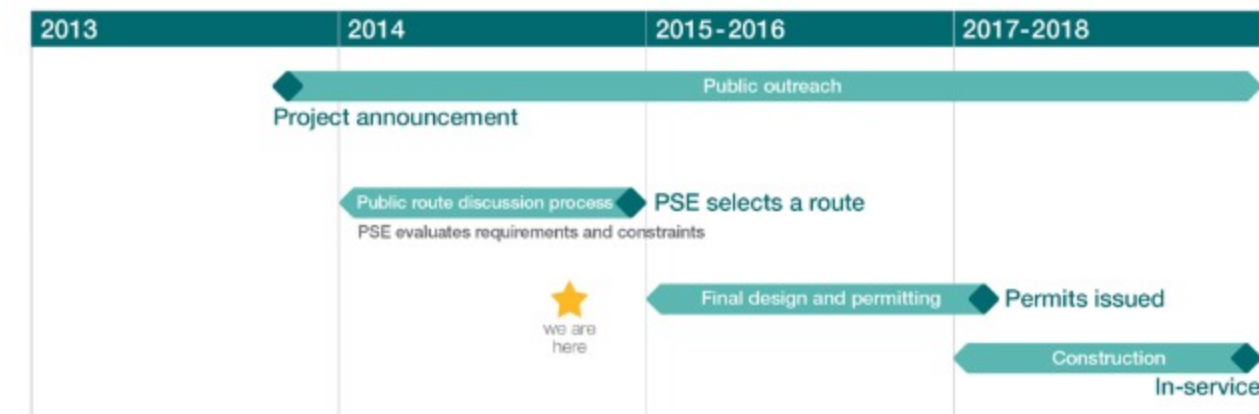 2013 2014 2015-2016 2017-2018
Public outreach
Project announcement
Public route discussion process PSE selects a route
PSE evaluates requirements and constraints
Final design and permitting Permits issued
we are
here
Construction
In-service